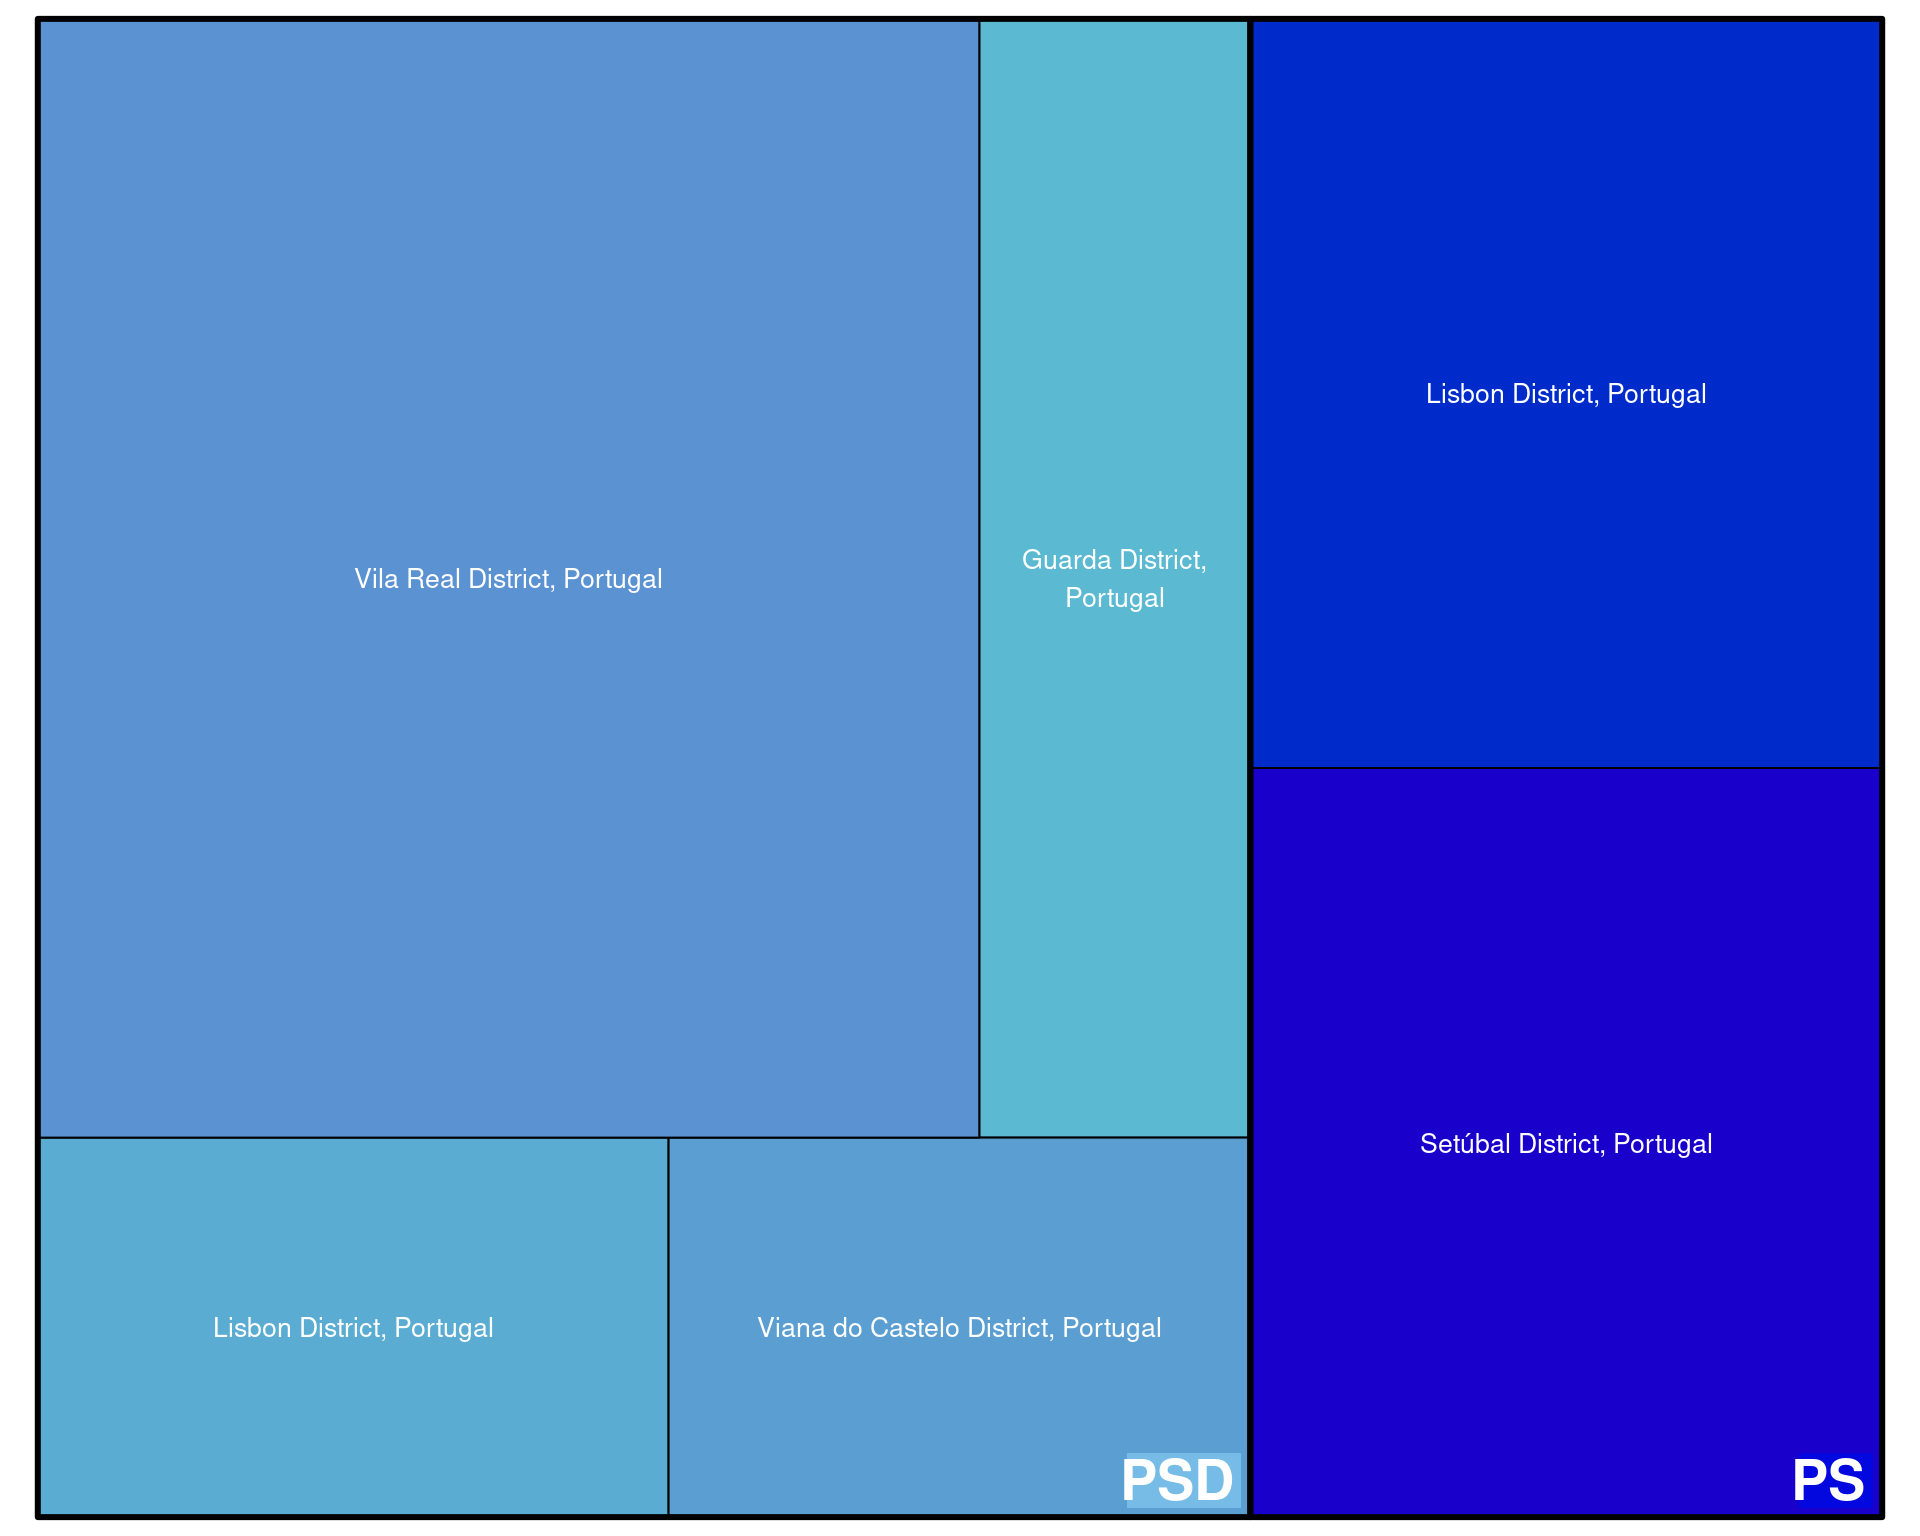 Vila Real District, Portugal
Guarda District,
Portugal
Lisbon District, Portugal
Viana do Castelo District, Portugal
PSD
Lisbon District, Portugal
Setúbal District, Portugal
PS